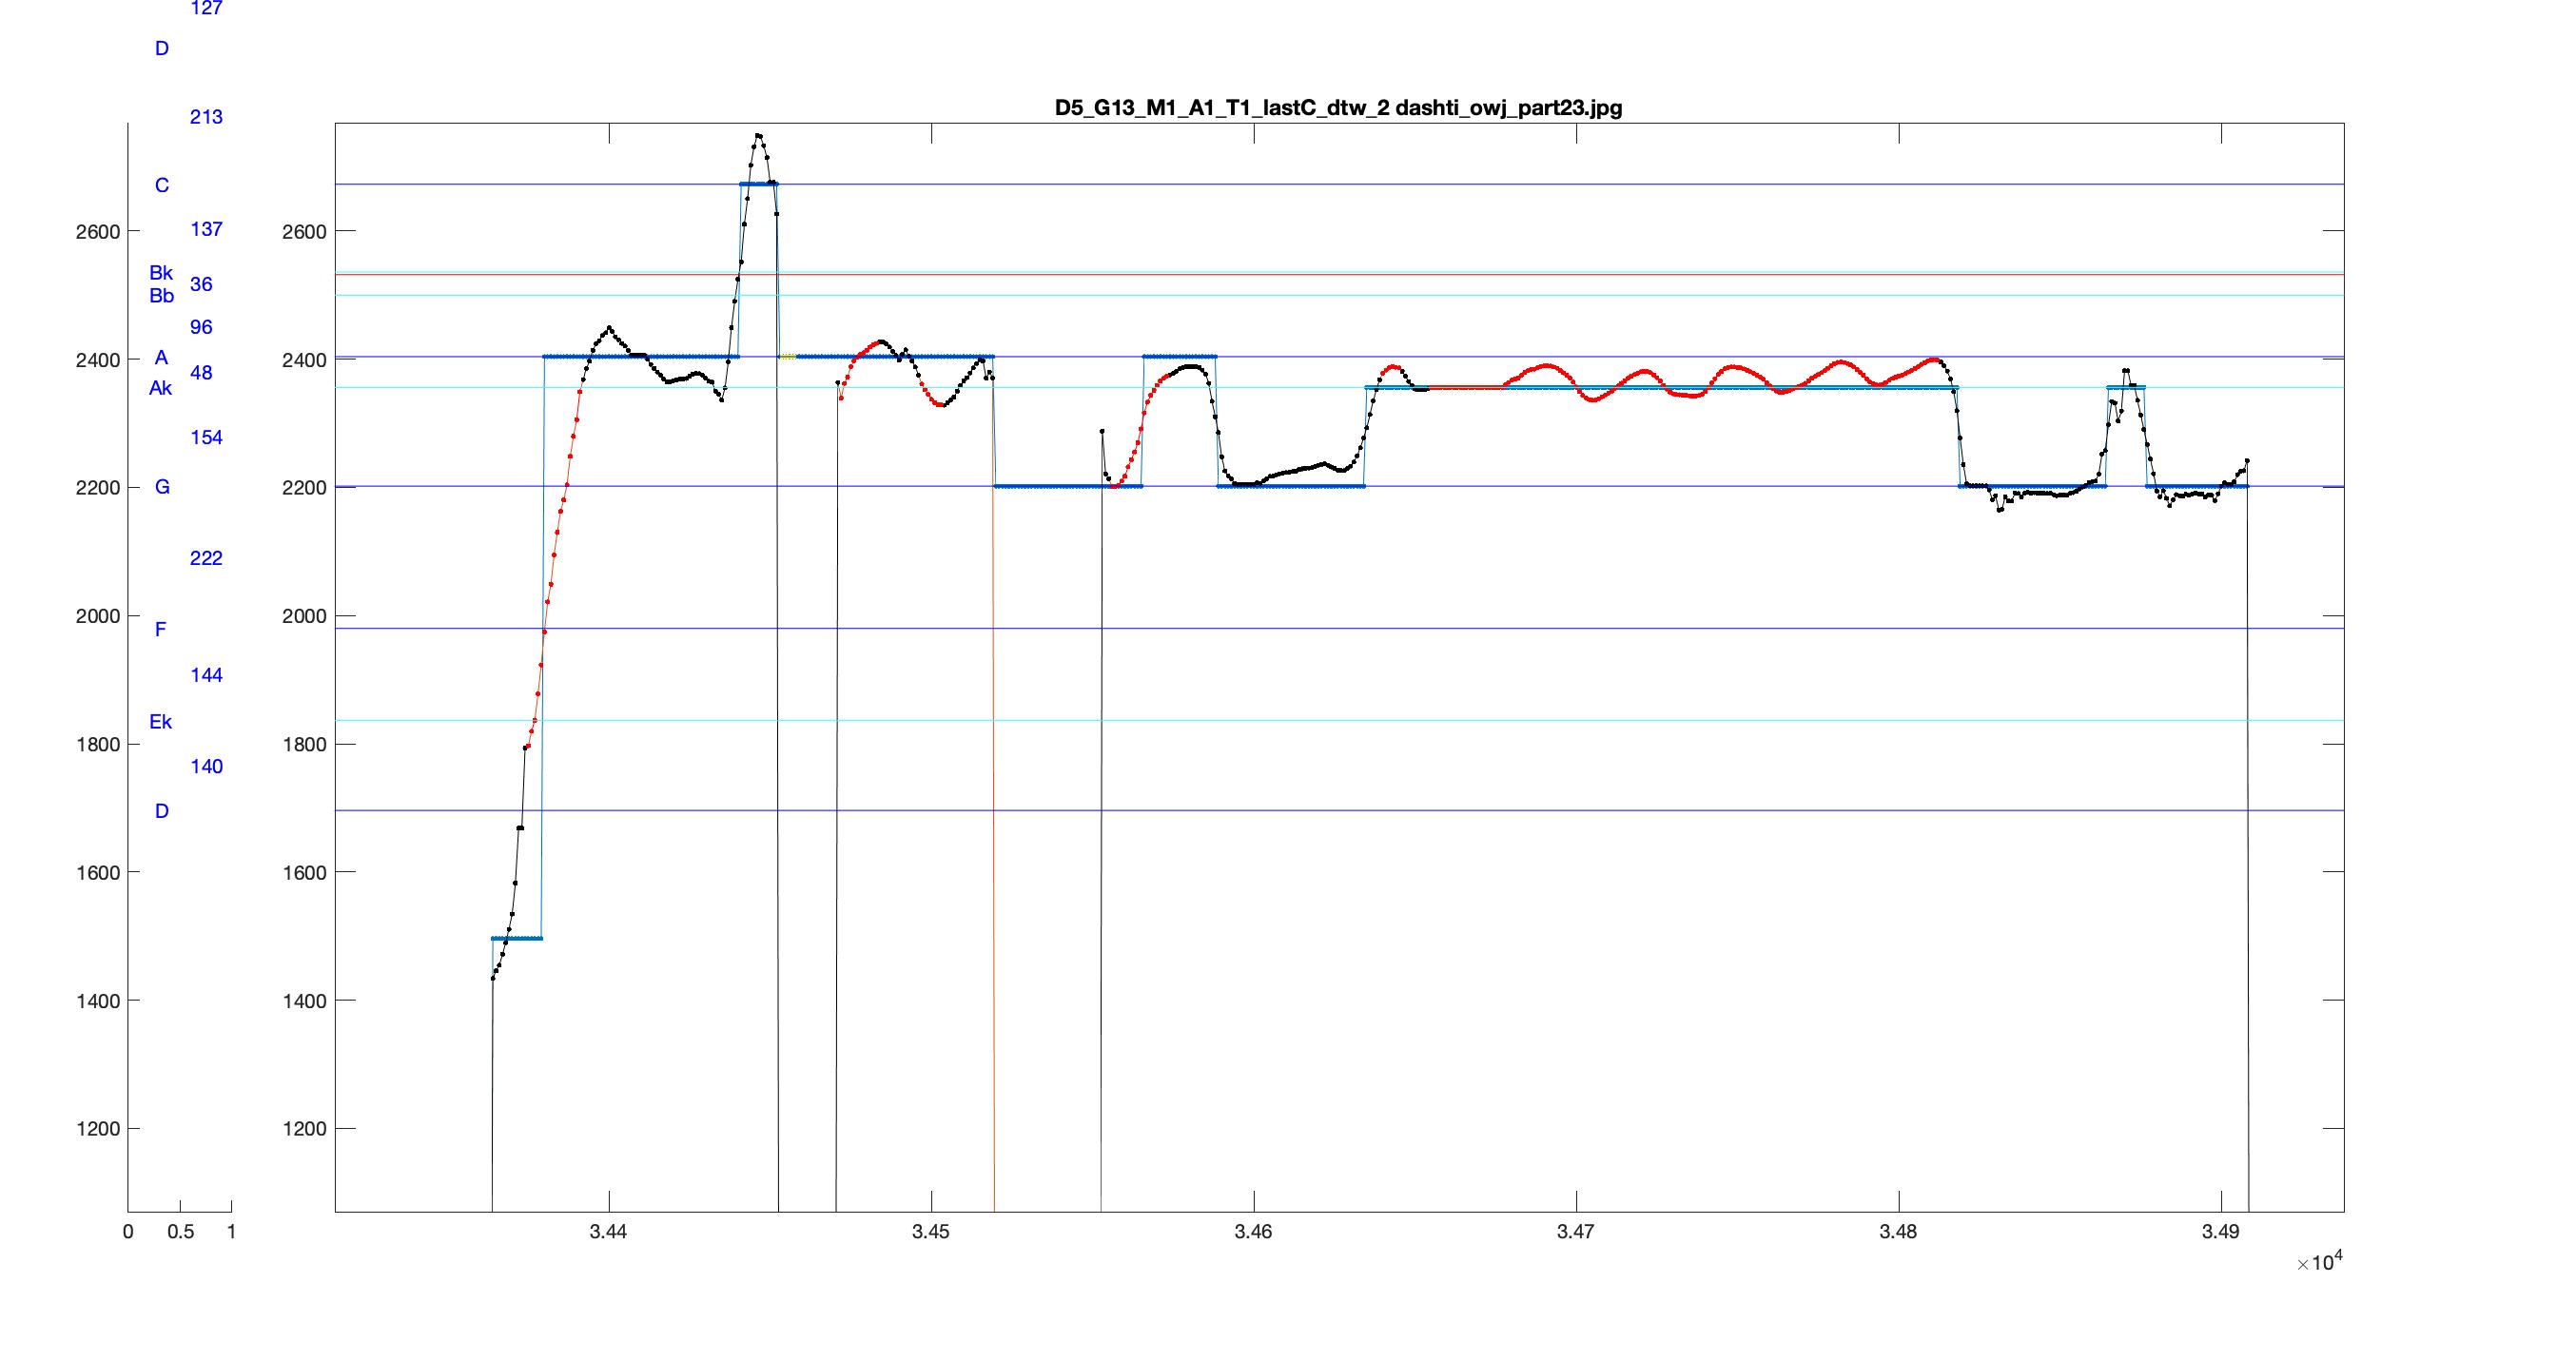 127
D
D5_G13_M1_A1_T1_lastC_dtw_2 dashti_owj_part23.jpg
213
C
137
2600 2600
Bk
36
Bb
96
2400 A 2400
48
Ak
154
2200 G 2200
222
2000 2000
F
144
Ek
1800 1800
140
D
1600 1600
1400 1400
1200 1200
0 0.5 1 3.44 3.45 3.46 3.47 3.48 3.49
×10⁴